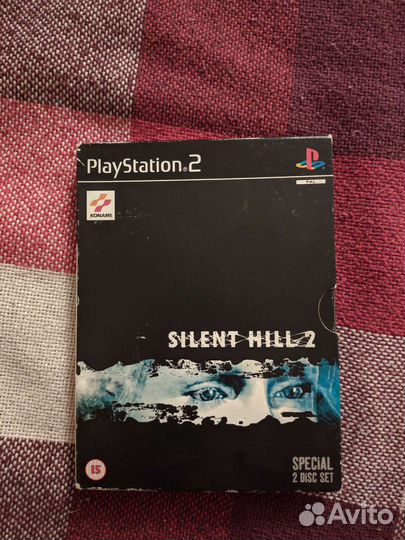 PlayStation®2
PAL
KONAMI
SILENT HILL 2
15
SPECIAL
2 DISC SET
Avito